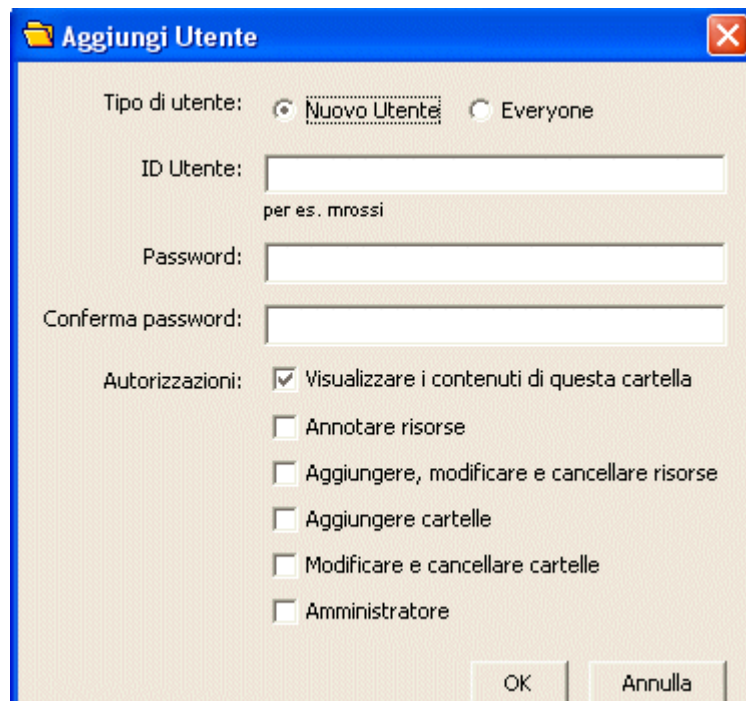 Aggiungi Utente
Tipo di utente: Nuovo Utente Everyone
ID Utente:
per es. mrossi
Password:
Conferma password:
Autorizzazioni: Visualizzare i contenuti di questa cartella
Annotare risorse
Aggiungere, modificare e cancellare risorse
Aggiungere cartelle
Modificare e cancellare cartelle
Amministratore
OK Annulla